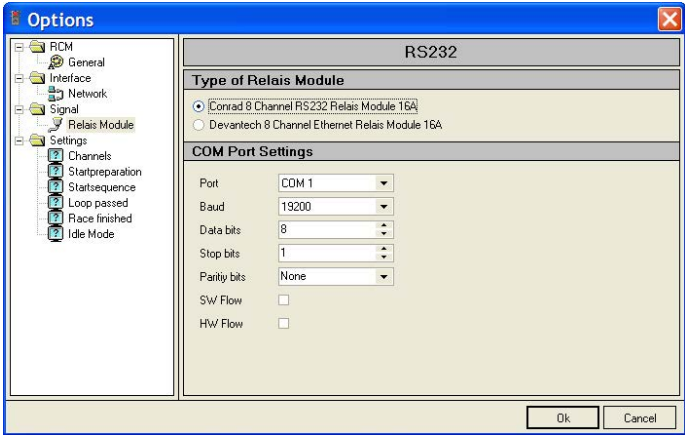 Options
RCM
General
Interface
Network
Signal
Relais Module
Settings
Channels
Startpreparation
Startsequence
Loop passed
Race finished
Idle Mode
RS232
Type of Relais Module
Conrad 8 Channel RS232 Relais Module 16A
Devantech 8 Channel Ethernet Relais Module 16A
COM Port Settings
Port COM 1
Baud 19200
Data bits 8
Stop bits 1
Paritiy bits None
SW Flow
HW Flow
Ok Cancel